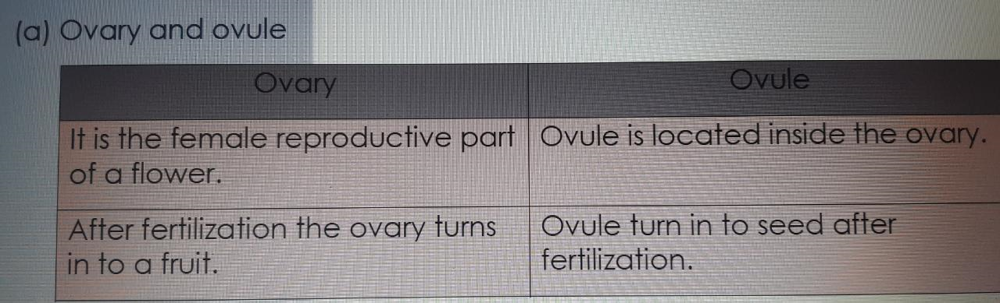 (a) Ovary and ovule
Ovary
Ovule
It is the female reproductive part
of a flower.
Ovule is located inside the ovary.
After fertilization the ovary turns
in to a fruit.
Ovule turn in to seed after
fertilization.